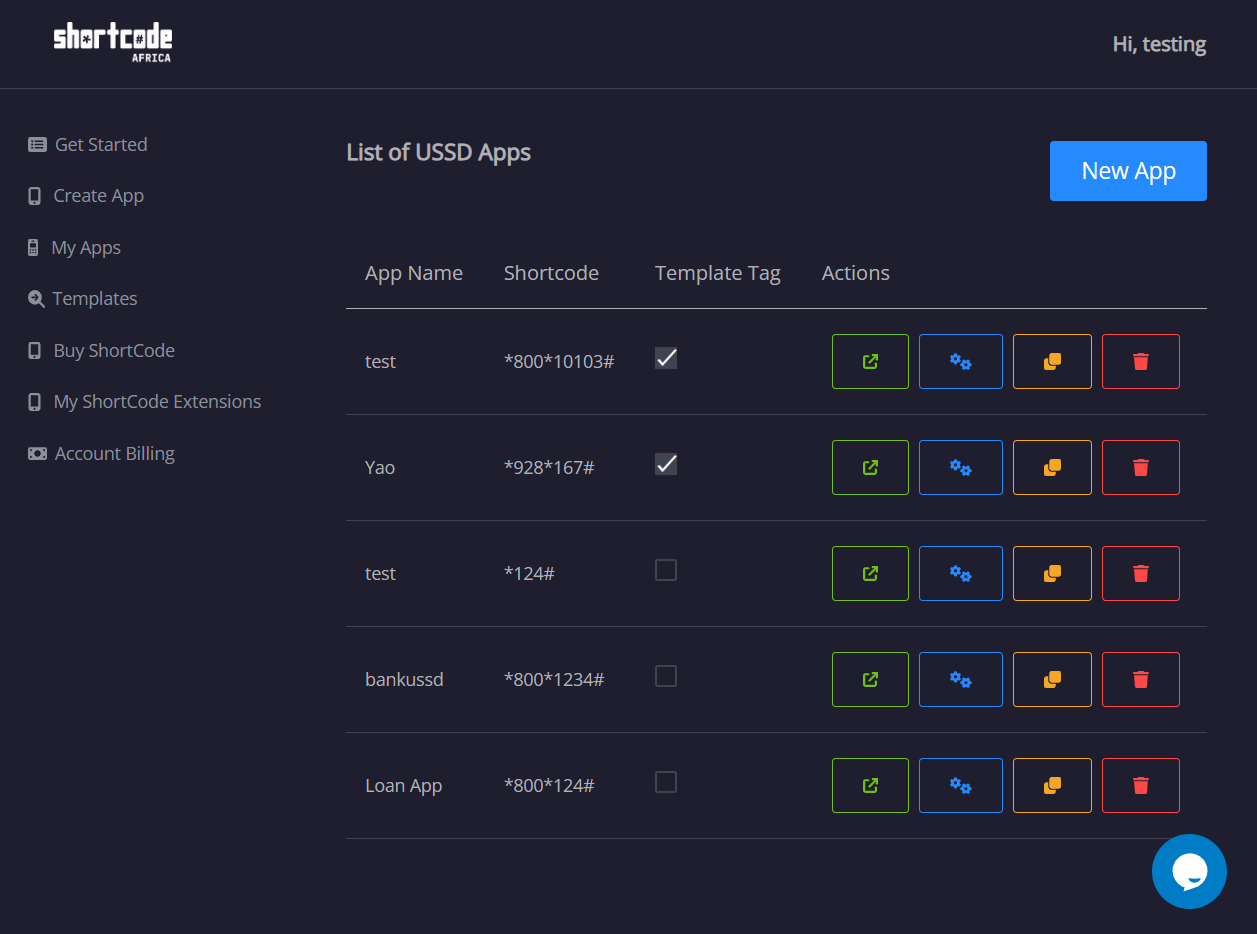 shortcode
AFRICA
Hi, testing
Get Started
Create App
My Apps
Templates
Buy ShortCode
My ShortCode Extensions
Account Billing
List of USSD Apps
New App
App Name Shortcode Template Tag Actions
test *800*10103#
Yao *928*167#
test *124#
bankussd *800*1234#
Loan App *800*124#